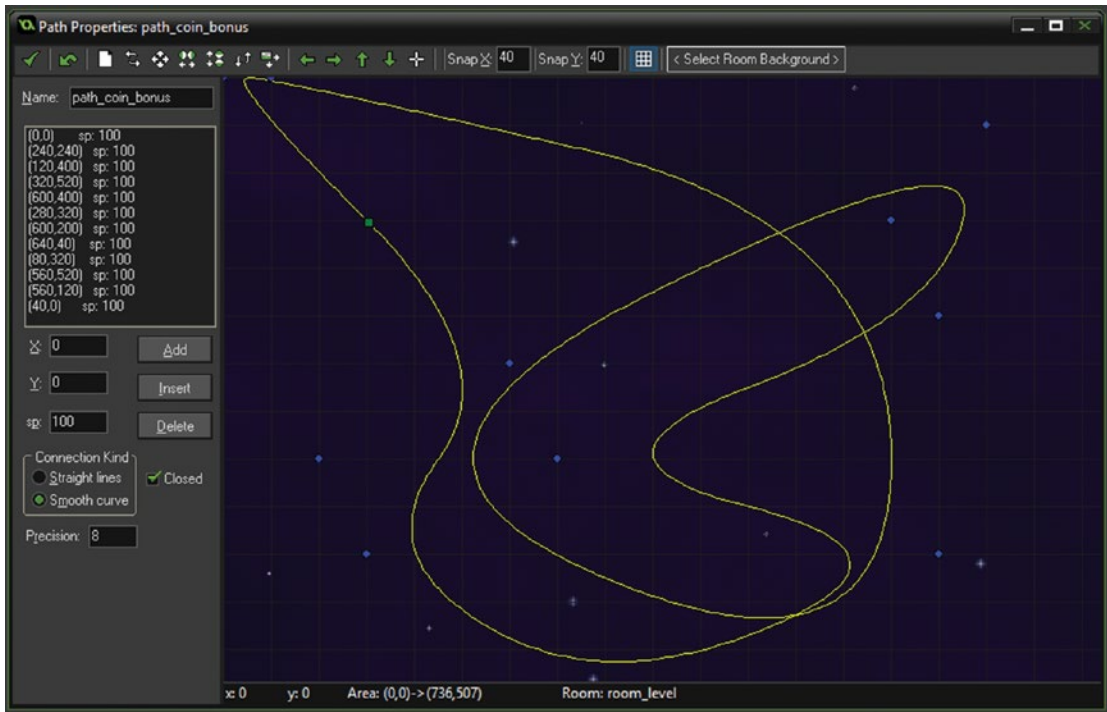 Path Properties: path_coin_bonus
Snap X: 40 Snap Y: 40 < Select Room Background >
Name: path_coin_bonus
(0,0) sp: 100
(240,240) sp: 100
(120,400) sp: 100
(320,520) sp: 100
(600,400) sp: 100
(280,320) sp: 100
(600,200) sp: 100
(640,40) sp: 100
(80,320) sp: 100
(560,520) sp: 100
(560,120) sp: 100
(40,0) sp: 100
X: 0 Add
Y: 0 Insert
sp: 100 Delete
Connection Kind
Straight lines Closed
Smooth curve
Precision: 8
x: 0 y: 0 Area: (0,0)->(736,507) Room: room_level